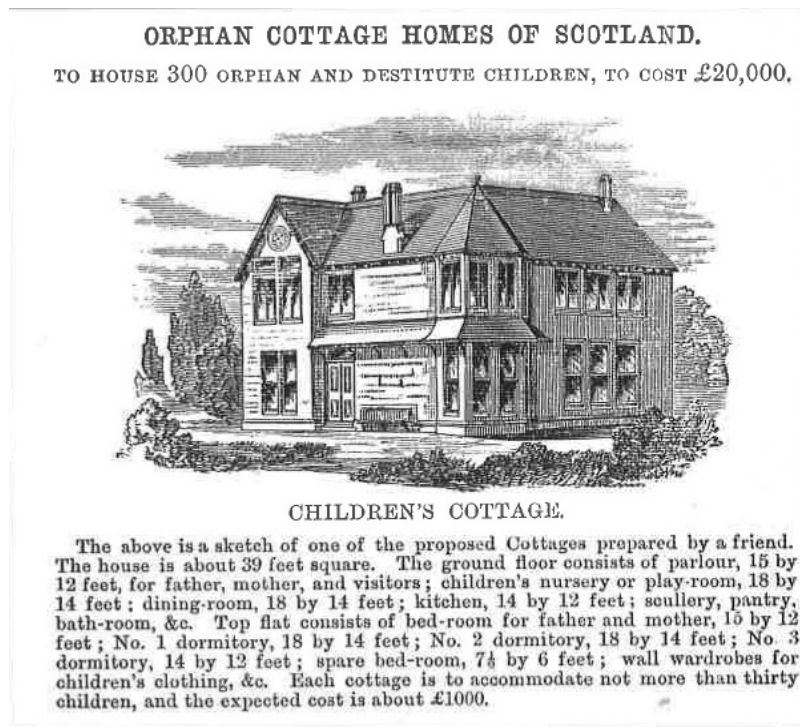 ORPHAN COTTAGE HOMES OF SCOTLAND.
TO HOUSE 300 ORPHAN AND DESTITUTE CHILDREN, TO COST £20,000.
CHILDREN'S COTTAGE.
The above is a sketch of one of the proposed Cottages prepared by a friend.
The house is about 39 feet square. The ground floor consists of parlour, 15 by
12 feet, for father, mother, and visitors; children's nursery or play-room, 18 by
14 feet: dining-room, 18 by 14 feet; kitchen, 14 by 12 feet; scullery, pantry,
bath-room, &c. Top flat consists of bed-room for father and mother, 15 by 12
feet; No. 1 dormitory, 18 by 14 feet; No. 2 dormitory, 18 by 14 feet; No. 3
dormitory, 14 by 12 feet; spare bed-room, 7½ by 6 feet; wall wardrobes for
children's clothing, &c. Each cottage is to accommodate not more than thirty
children, and the expected cost is about £1000.